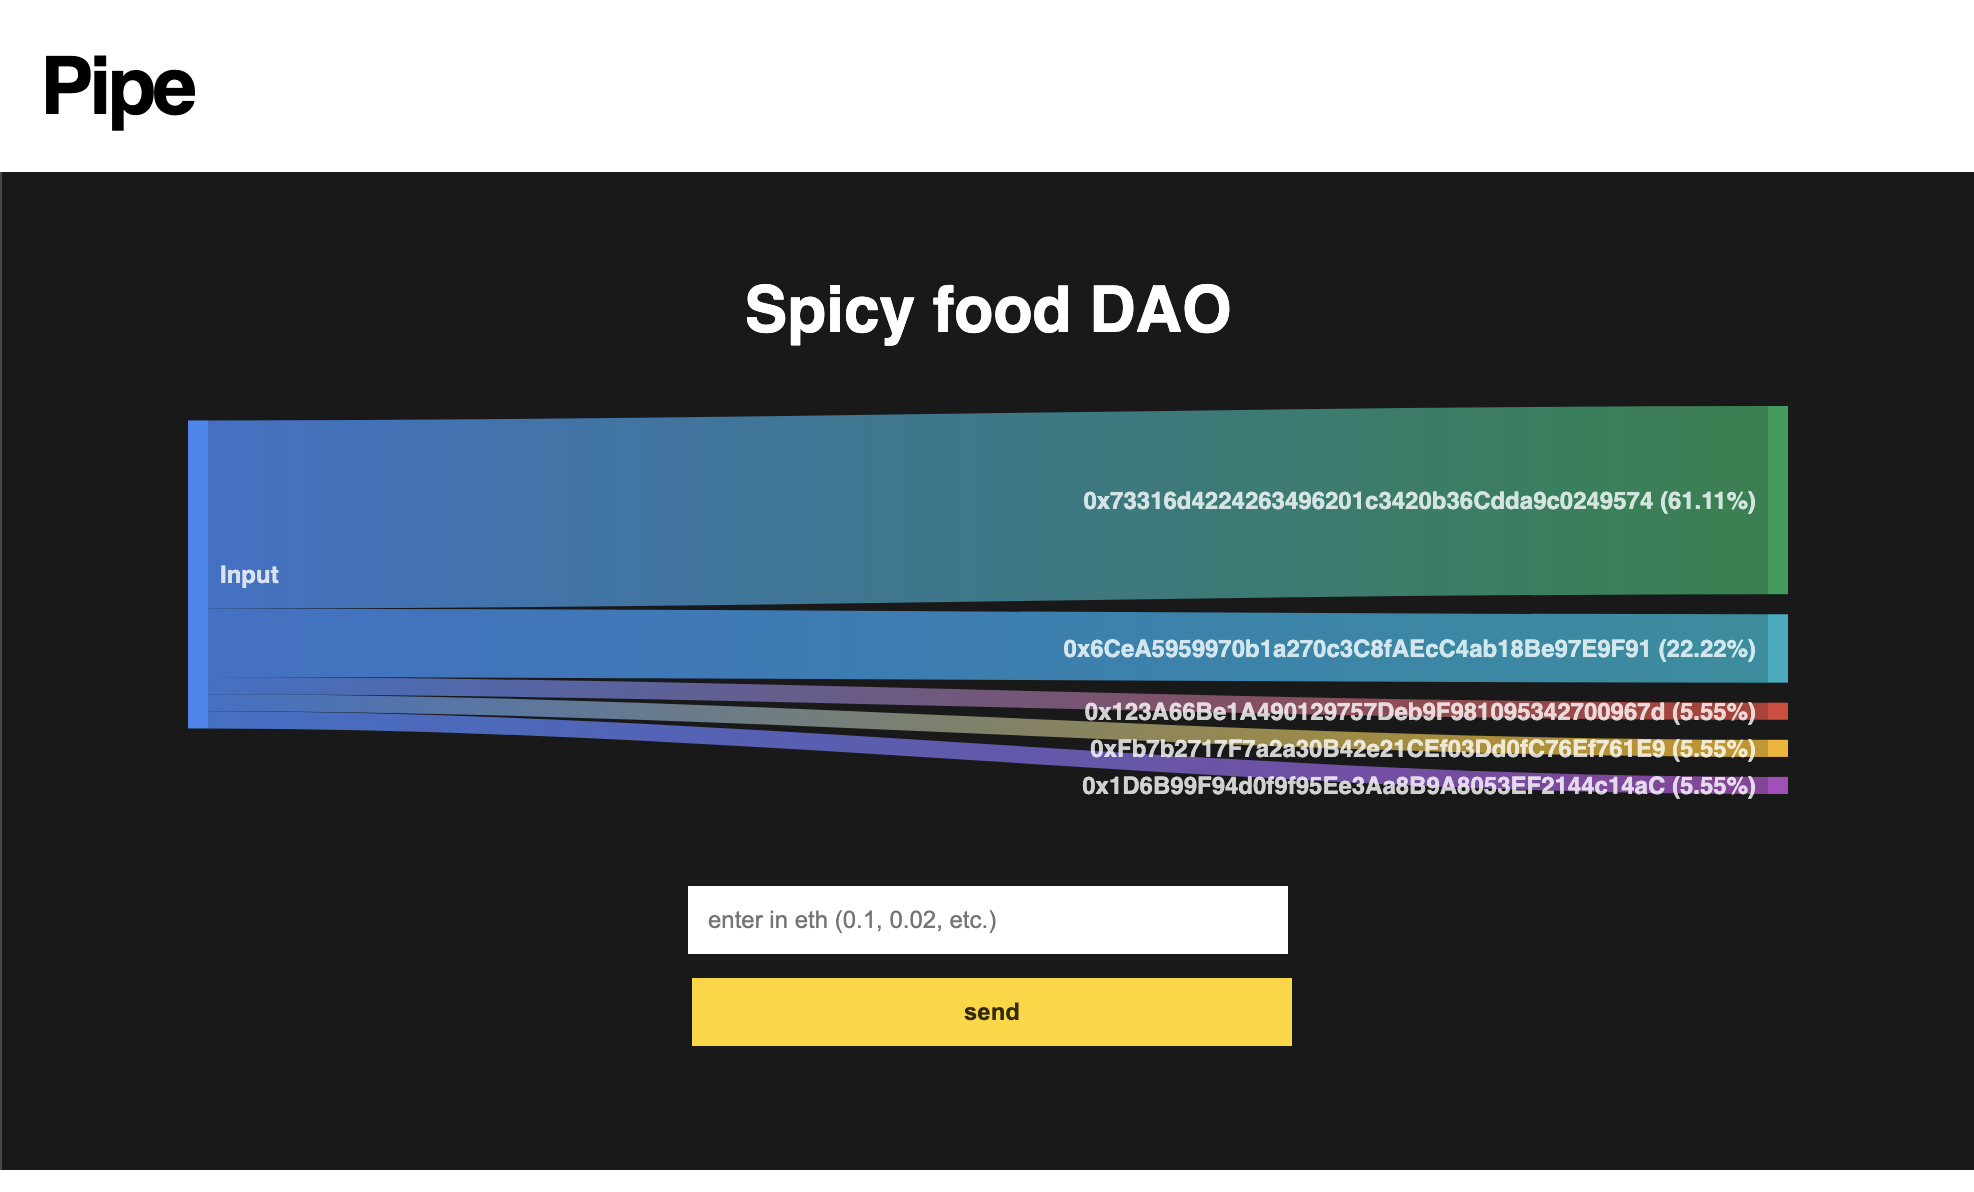 Pipe
Spicy food DAO
0x73316d4224263496201c3420b36Cdda9c0249574 (61.11%)
Input
0x6CeA5959970b1a270c3C8fAEcC4ab18Be97E9F91 (22.22%)
0x123A66Be1A490129757Deb9F981095342700967d (5.55%)
0xFb7b2717F7a2a30B42e21CEf03Dd0fC76Ef761E9 (5.55%)
0x1D6B99F94d0f9f95Ee3Aa8B9A8053EF2144c14aC (5.55%)
enter in eth (0.1, 0.02, etc.)
send